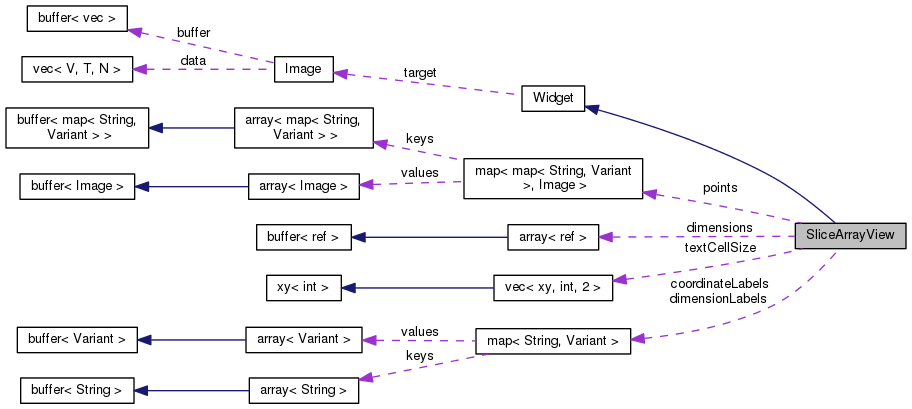 buffer< vec >
buffer
vec< V, T, N >
data
Image
target
Widget
buffer< map< String,
Variant > >
array< map< String,
Variant > >
keys
values
map< map< String, Variant
>, Image >
buffer< Image >
array< Image >
points
SliceArrayView
buffer< ref >
array< ref >
dimensions
textCellSize
xy< int >
vec< xy, int, 2 >
coordinateLabels
dimensionLabels
buffer< Variant >
array< Variant >
values
map< String, Variant >
keys
buffer< String >
array< String >